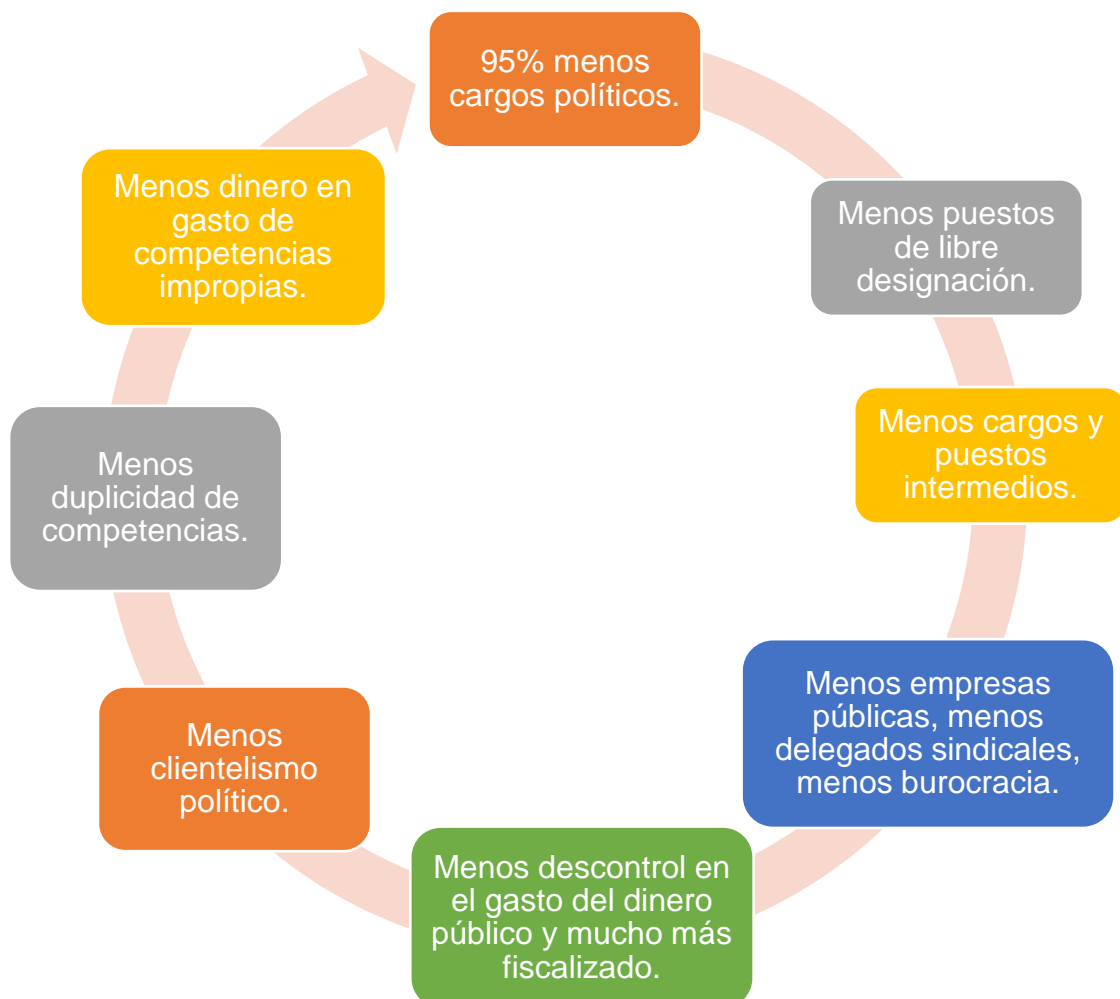 95% menos
cargos políticos.
Menos puestos
de libre
designación.
Menos cargos y
puestos
intermedios.
Menos empresas
públicas, menos
delegados sindicales,
menos burocracia.
Menos descontrol en
el gasto del dinero
público y mucho más
fiscalizado.
Menos
clientelismo
político.
Menos
duplicidad de
competencias.
Menos dinero en
gasto de
competencias
impropias.